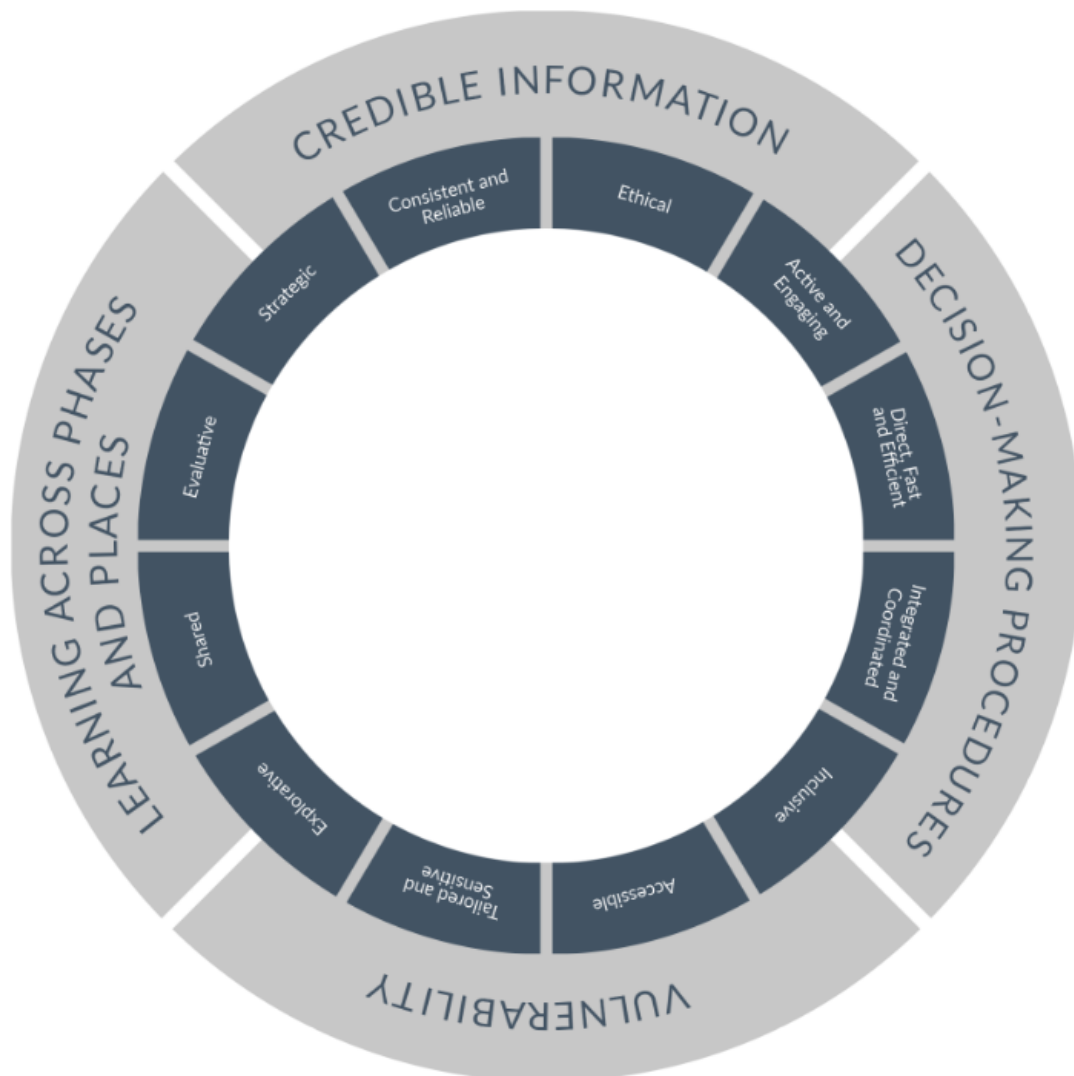 CREDIBLE INFORMATION
DECISION-MAKING PROCEDURES
VULNERABILITY
LEARNING ACROSS PHASES
AND PLACES
Ethical
Active and
Engaging
Direct, Fast
and Efficient
Integrated and
Coordinated
Inclusive
Accessible
Tailored and
Sensitive
Explorative
Shared
Evaluative
Strategic
Consistent and
Reliable